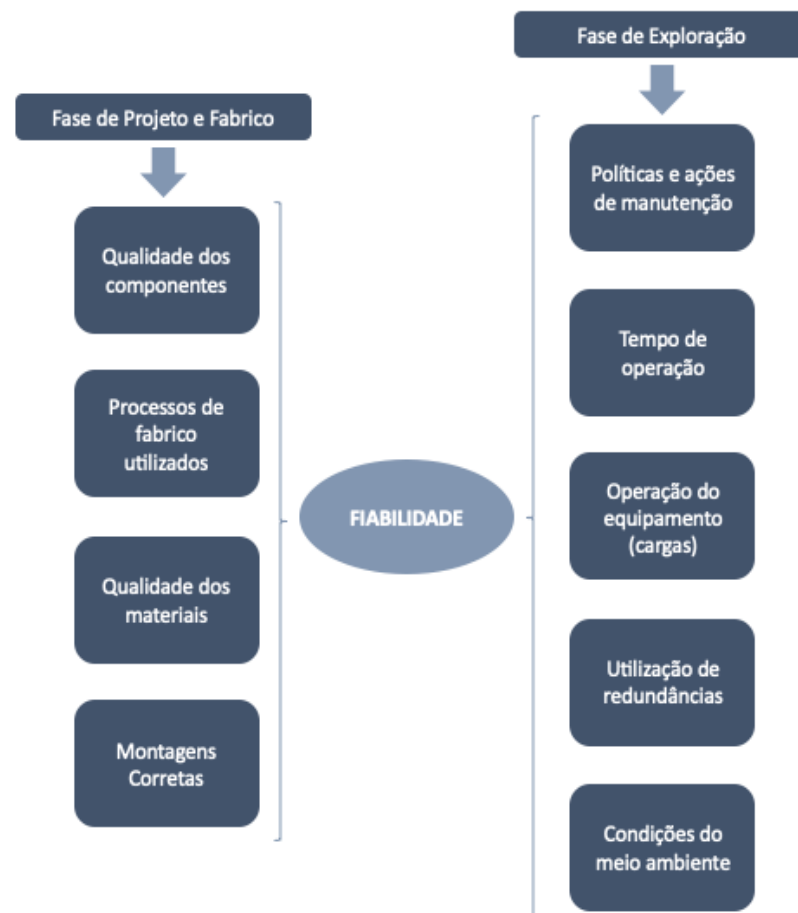 Fase de Exploração
Fase de Projeto e Fabrico
Qualidade dos
componentes
Processos de
fabrico
utilizados
Qualidade dos
materiais
Montagens
Corretas
FIABILIDADE
Políticas e ações
de manutenção
Tempo de
operação
Operação do
equipamento
(cargas)
Utilização de
redundâncias
Condições do
meio ambiente